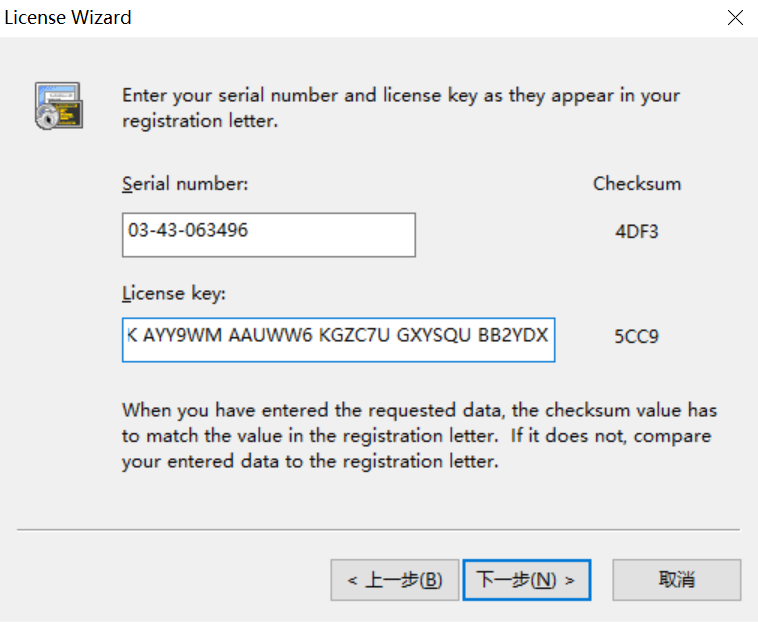 License Wizard
Enter your serial number and license key as they appear in your
registration letter.
Serial number:
Checksum
03-43-063496
4DF3
License key:
K AYY9WM AAUWW6 KGZC7U GXYSQU BB2YDX
5CC9
When you have entered the requested data, the checksum value has
to match the value in the registration letter.  If it does not, compare
your entered data to the registration letter.
< 上一步(B)
下一步(N) >
取消